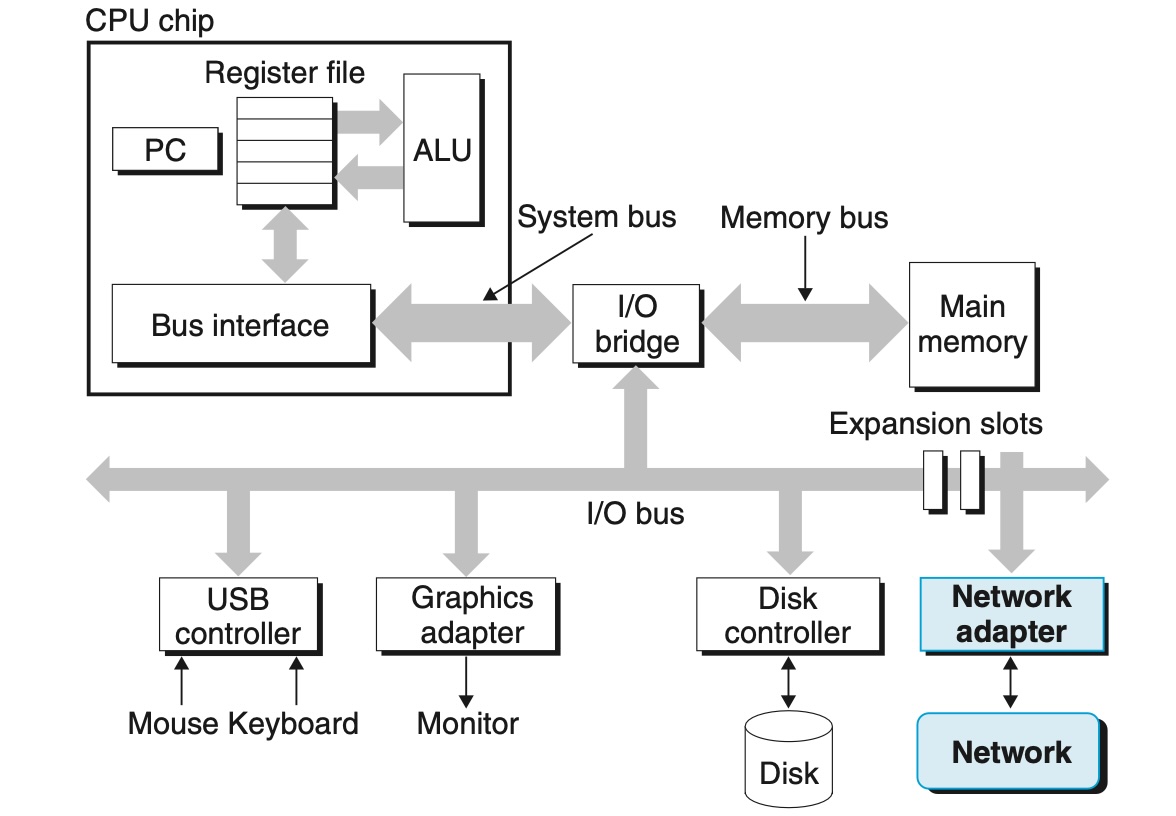 CPU chip
Register file
PC
ALU
System bus
Memory bus
Bus interface
I/O
bridge
Main
memory
Expansion slots
I/O bus
USB
controller
Graphics
adapter
Disk
controller
Network
adapter
Mouse Keyboard
Monitor
Disk
Network